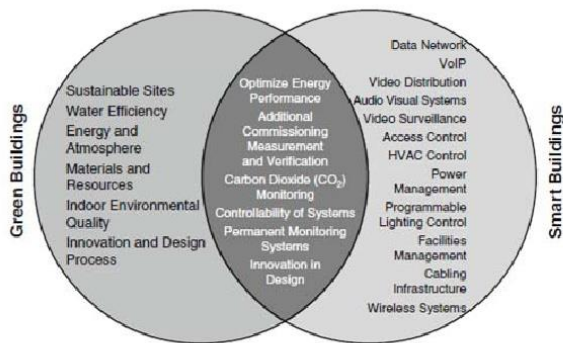 Green Buildings
Sustainable Sites
Water Efficiency
Energy and
Atmosphere
Materials and
Resources
Indoor Environmental
Quality
Innovation and Design
Process
Optimize Energy
Performance
Additional
Commissioning
Measurement
and Verification
Carbon Dioxide (CO₂)
Monitoring
Controllability of Systems
Permanent Monitoring
Systems
Innovation in
Design
Data Network
VoIP
Video Distribution
Audio Visual Systems
Video Surveillance
Access Control
HVAC Control
Power
Management
Programmable
Lighting Control
Facilities
Management
Cabling
Infrastructure
Wireless Systems
Smart Buildings